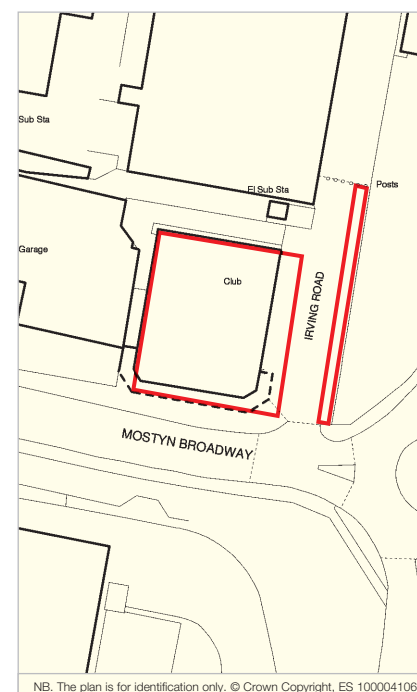 Sub Sta
El Sub Sta
Posts
Garage
Club
IRVING ROAD
MOSTYN BROADWAY
NB. The plan is for identification only. © Crown Copyright, ES 100004106